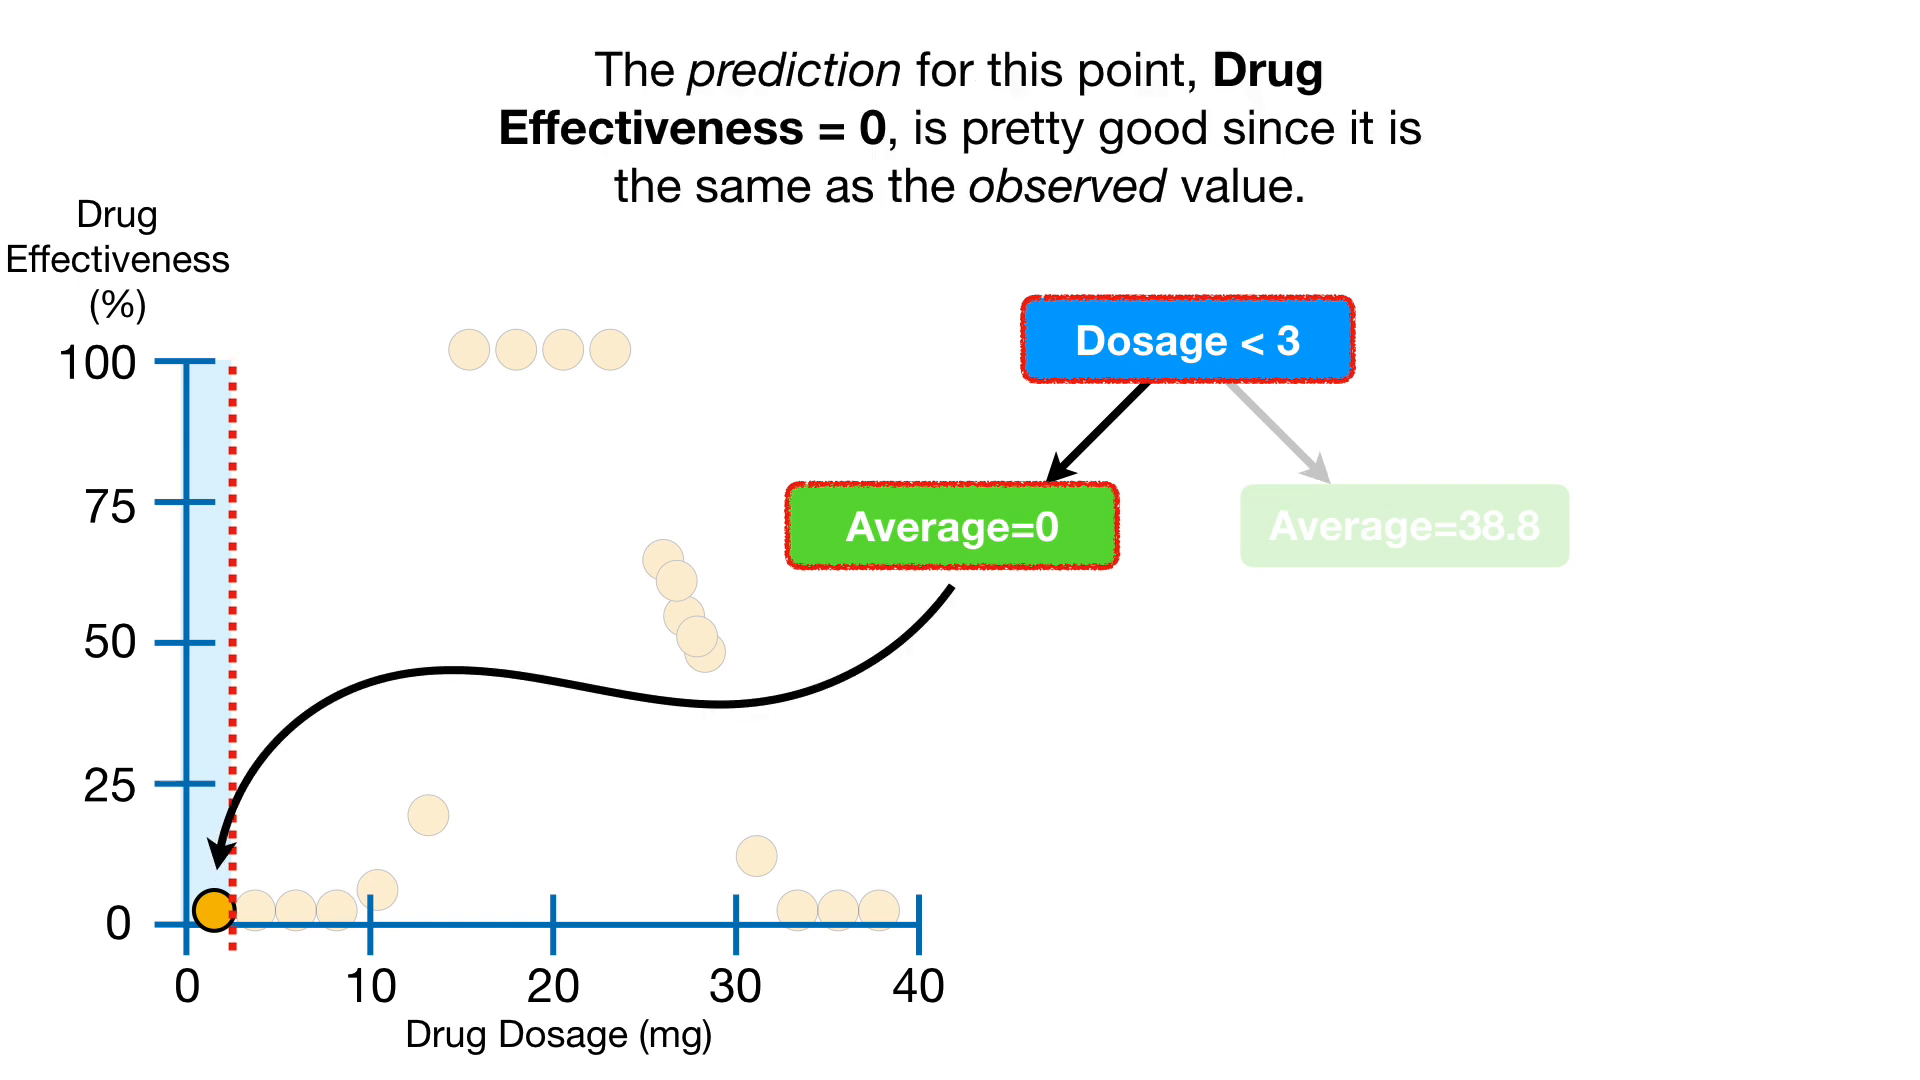 The prediction for this point, Drug
Effectiveness = 0, is pretty good since it is
the same as the observed value.
Drug
Effectiveness
(%)
100
75
50
25
0
0 10 20 30 40
Drug Dosage (mg)
Dosage < 3
Average=0
Average=38.8